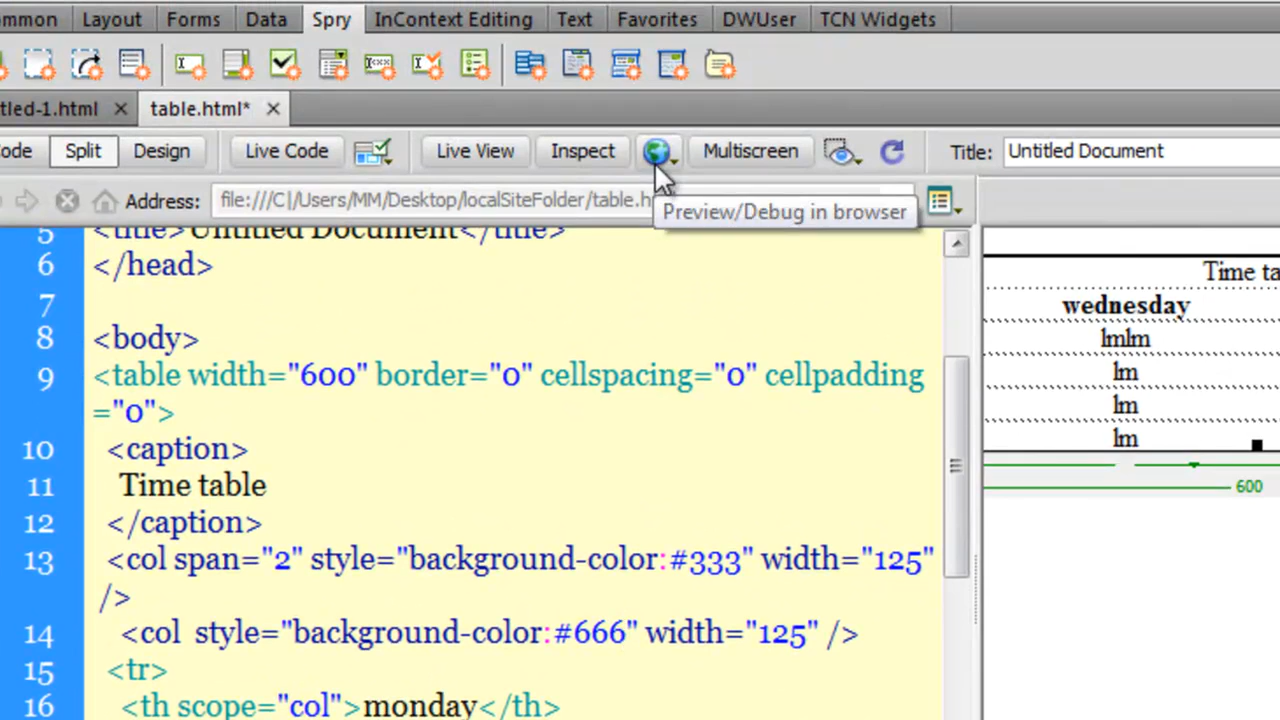 ommon Layout Forms Data Spry InContext Editing Text Favorites DWUser TCN Widgets
tled-1.html table.html*
ode Split Design Live Code Live View Inspect Multiscreen Title: Untitled Document
Address: file:///C|/Users/MM/Desktop/localSiteFolder/table.h
Preview/Debug in browser
5 <title>Untitled Document</title>
6 </head>
7
8 <body>
9 <table width="600" border="0" cellspacing="0" cellpadding
="0">
10 <caption>
11 Time table
12 </caption>
13 <col span="2" style="background-color:#333" width="125"
/>
14 <col style="background-color:#666" width="125" />
15 <tr>
16 <th scope="col">monday</th>
Time ta
wednesday
lmlm
lm
lm
lm
600